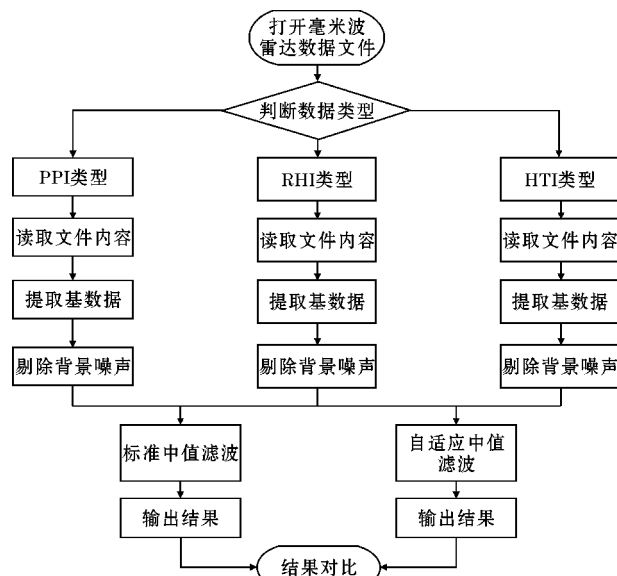 打开毫米波
雷达数据文件
判断数据类型
PPI类型
RHI类型
HTI类型
读取文件内容
读取文件内容
读取文件内容
提取基数据
提取基数据
提取基数据
剔除背景噪声
剔除背景噪声
剔除背景噪声
标准中值滤波
自适应中值
滤波
输出结果
输出结果
结果对比